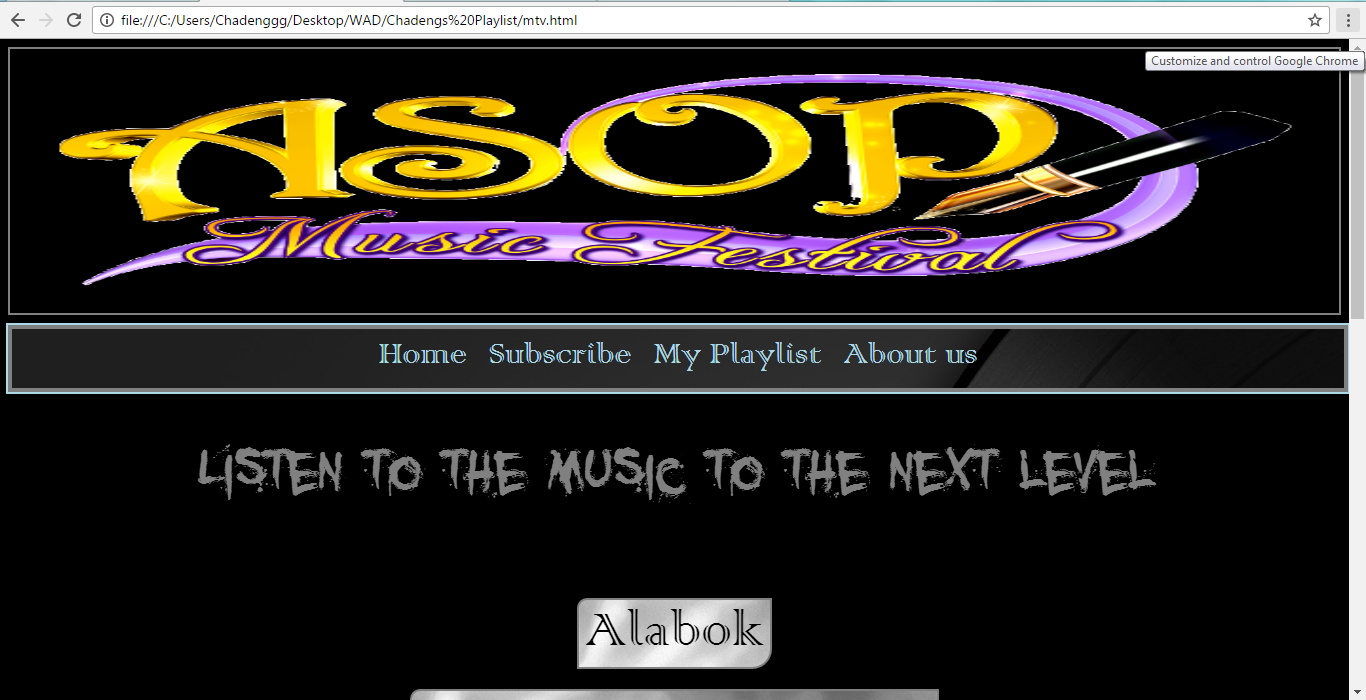 file:///C:/Users/Chadenggg/Desktop/WAD/Chadengs%20Playlist/mtv.html
Customize and control Google Chrome
ASOP
Music Festival
Home Subscribe My Playlist About us
LISTEN TO THE MUSIC TO THE NEXT LEVEL
Alabok